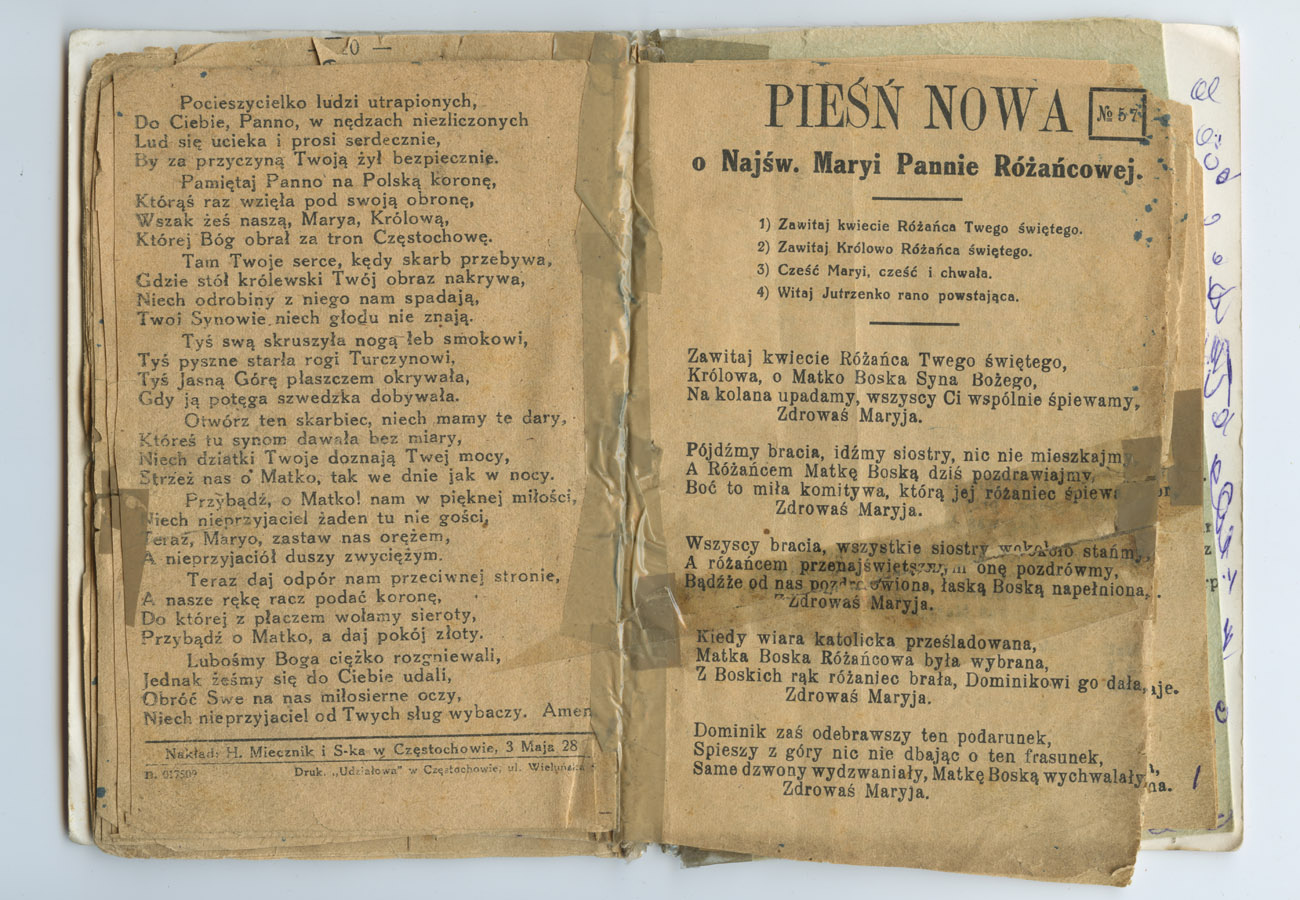 20 —
Pocieszycielko ludzi utrapionych,
Do Ciebie, Panno, w nędzach niezliczonych
Lud się ucieka i prosi serdecznie,
By za przyczyną Twoją żył bezpiecznie.
Pamiętaj Panno na Polską koronę,
Którąś raz wzięła pod swoją obronę,
Wszak żeś naszą, Marya, Królową,
Której Bóg obrał za tron Częstochowę.
Tam Twoje serce, kędy skarb przebywa,
Gdzie stół królewski Twój obraz nakrywa,
Niech odrobiny z niego nam spadają,
Twoi Synowie niech głodu nie znają.
Tyś swą skruszyła nogą łeb smokowi,
Tyś pyszne starła rogi Turczynowi,
Tyś jasną Górę płaszczem okrywała,
Gdy ją potęga szwedzka dobywała.
Otwórz ten skarbiec, niech mamy te dary,
Któreś tu synom dawała bez miary,
Niech dziatki Twoje doznają Twej mocy,
Strzeż nas o Matko, tak we dnie jak w nocy.
Przybądź, o Matko! nam w pięknej miłości,
Niech nieprzyjaciel żaden tu nie gości,
Teraz, Maryo, zastaw nas orężem,
A nieprzyjaciół duszy zwyciężym.
Teraz daj odpór nam przeciwnej stronie,
A nasze rękę racz podać koronę,
Do której z płaczem wołamy sieroty,
Przybądź o Matko, a daj pokój złoty.
Lubośmy Boga ciężko rozgniewali,
Jednak żeśmy się do Ciebie udali,
Obróć Swe na nas miłosierne oczy,
Niech nieprzyjaciel od Twych sług wybaczy. Amen
Nakład: H. Miecznik i S-ka w Częstochowie, 3 Maja 28
n. 017509 Druk. „Udziałowa" w Częstochowie, ul. Wieluńska
PIEŚŃ NOWA № 57
o Najśw. Maryi Pannie Różańcowej.
1) Zawitaj kwiecie Różańca Twego świętego.
2) Zawitaj Królowo Różańca świętego.
3) Cześć Maryi, cześć i chwała.
4) Witaj Jutrzenko rano powstająca.
Zawitaj kwiecie Różańca Twego świętego,
Królowa, o Matko Boska Syna Bożego,
Na kolana upadamy, wszyscy Ci wspólnie śpiewamy,
Zdrowaś Maryja.
Pójdźmy bracia, idźmy siostry, nic nie mieszkajmy
A Różańcem Matkę Boską dziś pozdrawiajmy,
Boć to miła komitywa, którą jej różaniec śpiewa
Zdrowaś Maryja.
Wszyscy bracia, wszystkie siostry wokoło stańmy,
A różańcem przenajświętszym onę pozdrówmy,
Bądźże od nas pozdrowiona, łaską Boską napełniona,
Zdrowaś Maryja.
Kiedy wiara katolicka prześladowana,
Matka Boska Różańcowa była wybrana,
Z Boskich rąk różaniec brała, Dominikowi go dała, aje.
Zdrowaś Maryja.
Dominik zaś odebrawszy ten podarunek,
Spieszy z góry nic nie dbając o ten frasunek,
Same dzwony wydzwaniały, Matkę Boską wychwalały, na.
Zdrowaś Maryja.